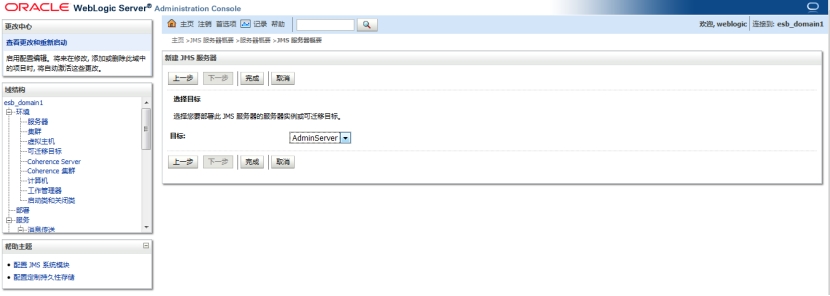 ORACLE WebLogic Server® Administration Console
更改中心
查看更改和重新启动
启用配置编辑。将来在修改, 添加或删除此域中
的项目时, 将自动激活这些更改。
域结构
esb_domain1
环境
服务器
集群
虚拟主机
可迁移目标
Coherence Server
Coherence 集群
计算机
工作管理器
启动类和关闭类
部署
服务
消息传送
帮助主题
配置 JMS 系统模块
配置定制持久性存储
主页 注销 首选项 记录 帮助
欢迎, weblogic 连接到: esb_domain1
主页 >JMS 服务器概要 >服务器概要 >JMS 服务器概要
新建 JMS 服务器
上一步 下一步 完成 取消
选择目标
选择您要部署此 JMS 服务器的服务器实例或可迁移目标。
目标: AdminServer
上一步 下一步 完成 取消